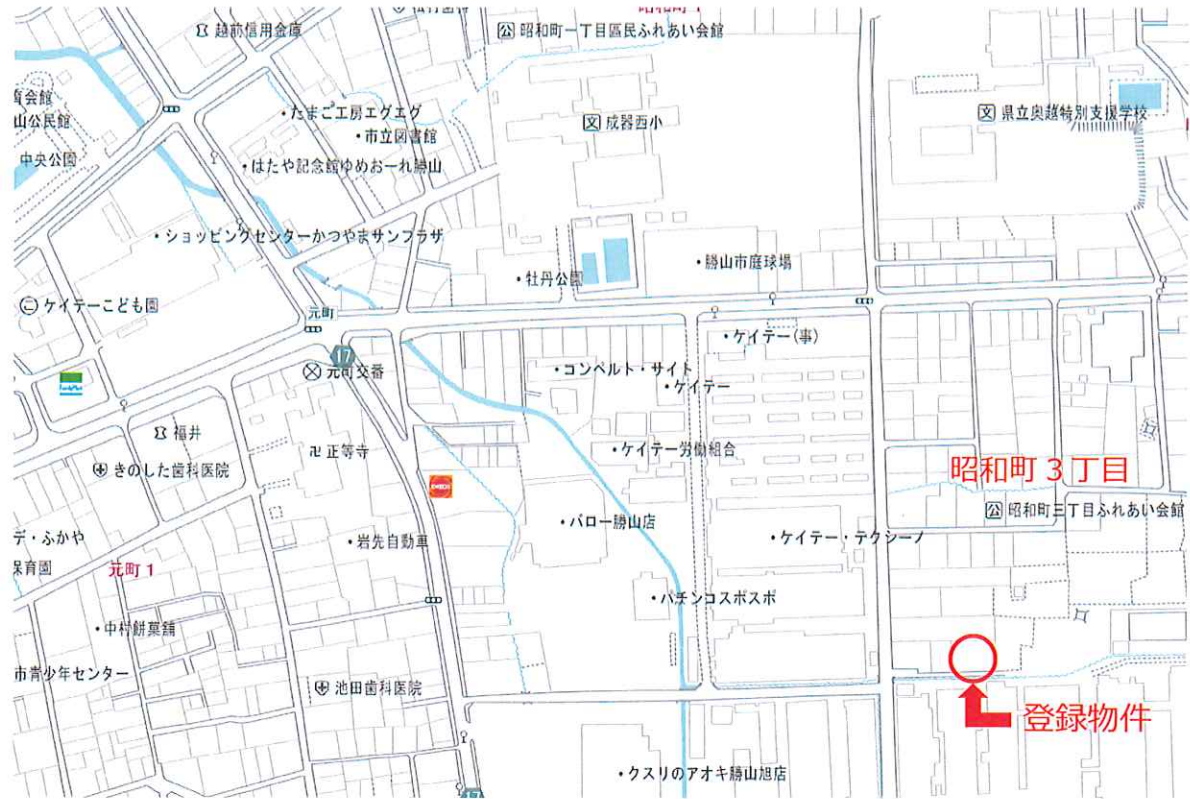 越前信用金庫
昭和町一丁目區民ふれあい会館
たまご工房エグエグ
市立図書館
はたや記念館ゆめおーれ勝山
文 成器西小
文 県立奥越特別支援学校
山公民館
中央公園
ショッピングセンターかつやまサンプラザ
牡丹公園
勝山市庭球場
ケイテーこども園
元町
17
元町交番
ケイテー(事)
コンベルト・サイト
ケイテー
福井
卍 正等寺
ケイテー労働組合
きのした歯科医院
昭和町3丁目
公 昭和町三丁目ふれあい会館
バロー勝山店
デ・ふかや
岩先自動車
ケイテー・テクシーノ
保育園
元町1
パチンコスポスポ
中村餅菓舗
市青少年センター
池田歯科医院
登録物件
クスリのアオキ勝山旭店